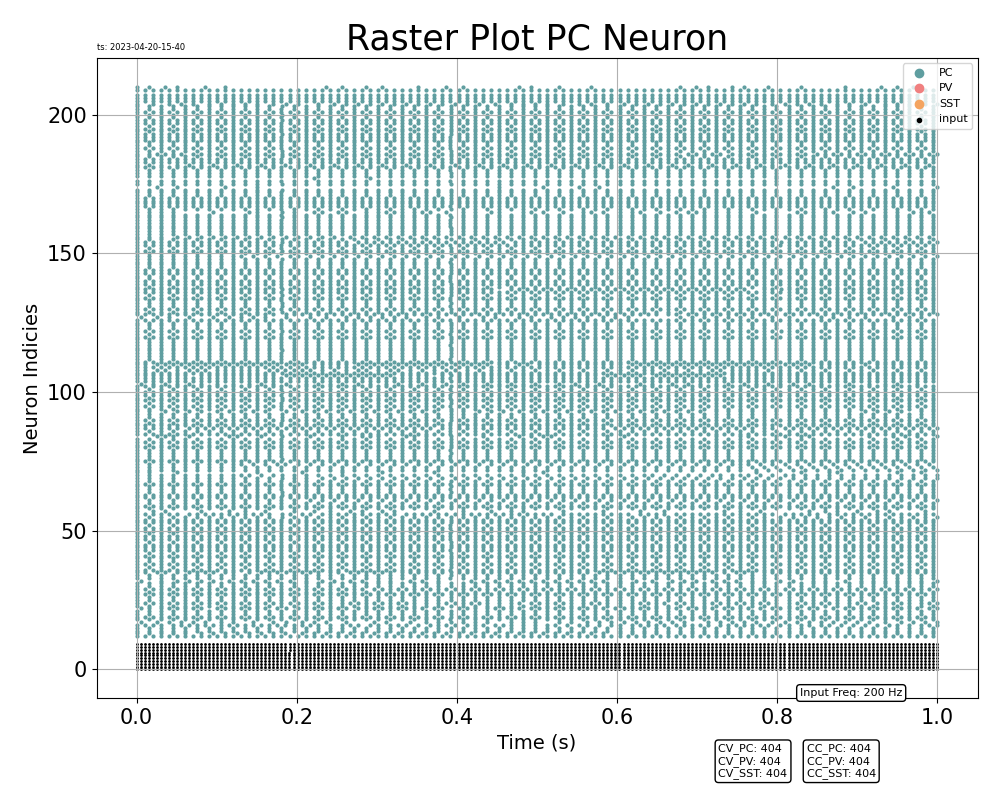 Raster Plot PC Neuron
ts: 2023-04-20-15-40
PC
PV
SST
input
200
150
100
50
0
Neuron Indicies
Input Freq: 200 Hz
0.0 0.2 0.4 0.6 0.8 1.0
Time (s)
CV_PC: 404
CV_PV: 404
CV_SST: 404
CC_PC: 404
CC_PV: 404
CC_SST: 404